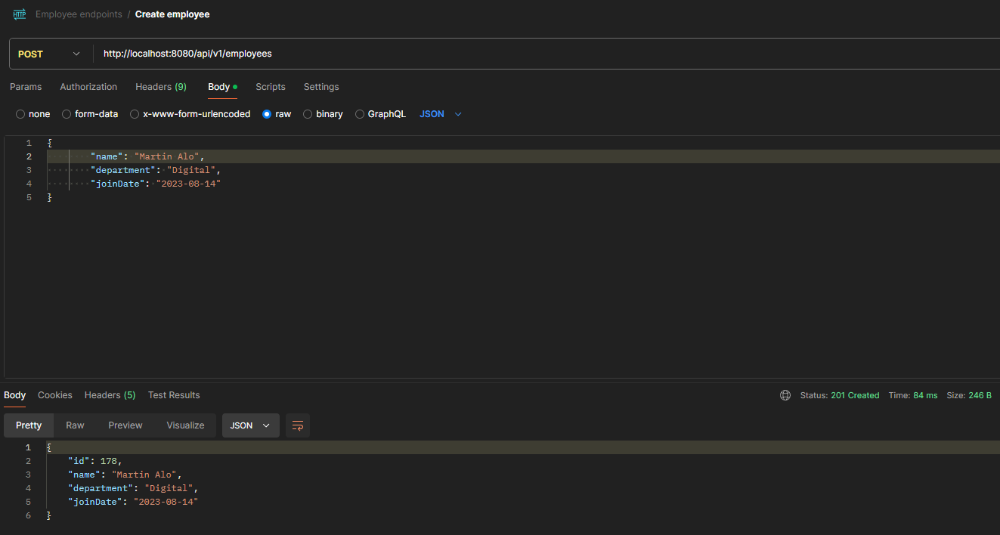 HTTP Employee endpoints / Create employee
POST http://localhost:8080/api/v1/employees
Params Authorization Headers (9) Body Scripts Settings
none form-data x-www-form-urlencoded raw binary GraphQL JSON
1 {
2 "name": "Martin Alo",
3 "department": "Digital",
4 "joinDate": "2023-08-14"
5 }
Body Cookies Headers (5) Test Results Status: 201 Created Time: 84 ms Size: 246 B
Pretty Raw Preview Visualize JSON
1 {
2 "id": 178,
3 "name": "Martin Alo",
4 "department": "Digital",
5 "joinDate": "2023-08-14"
6 }